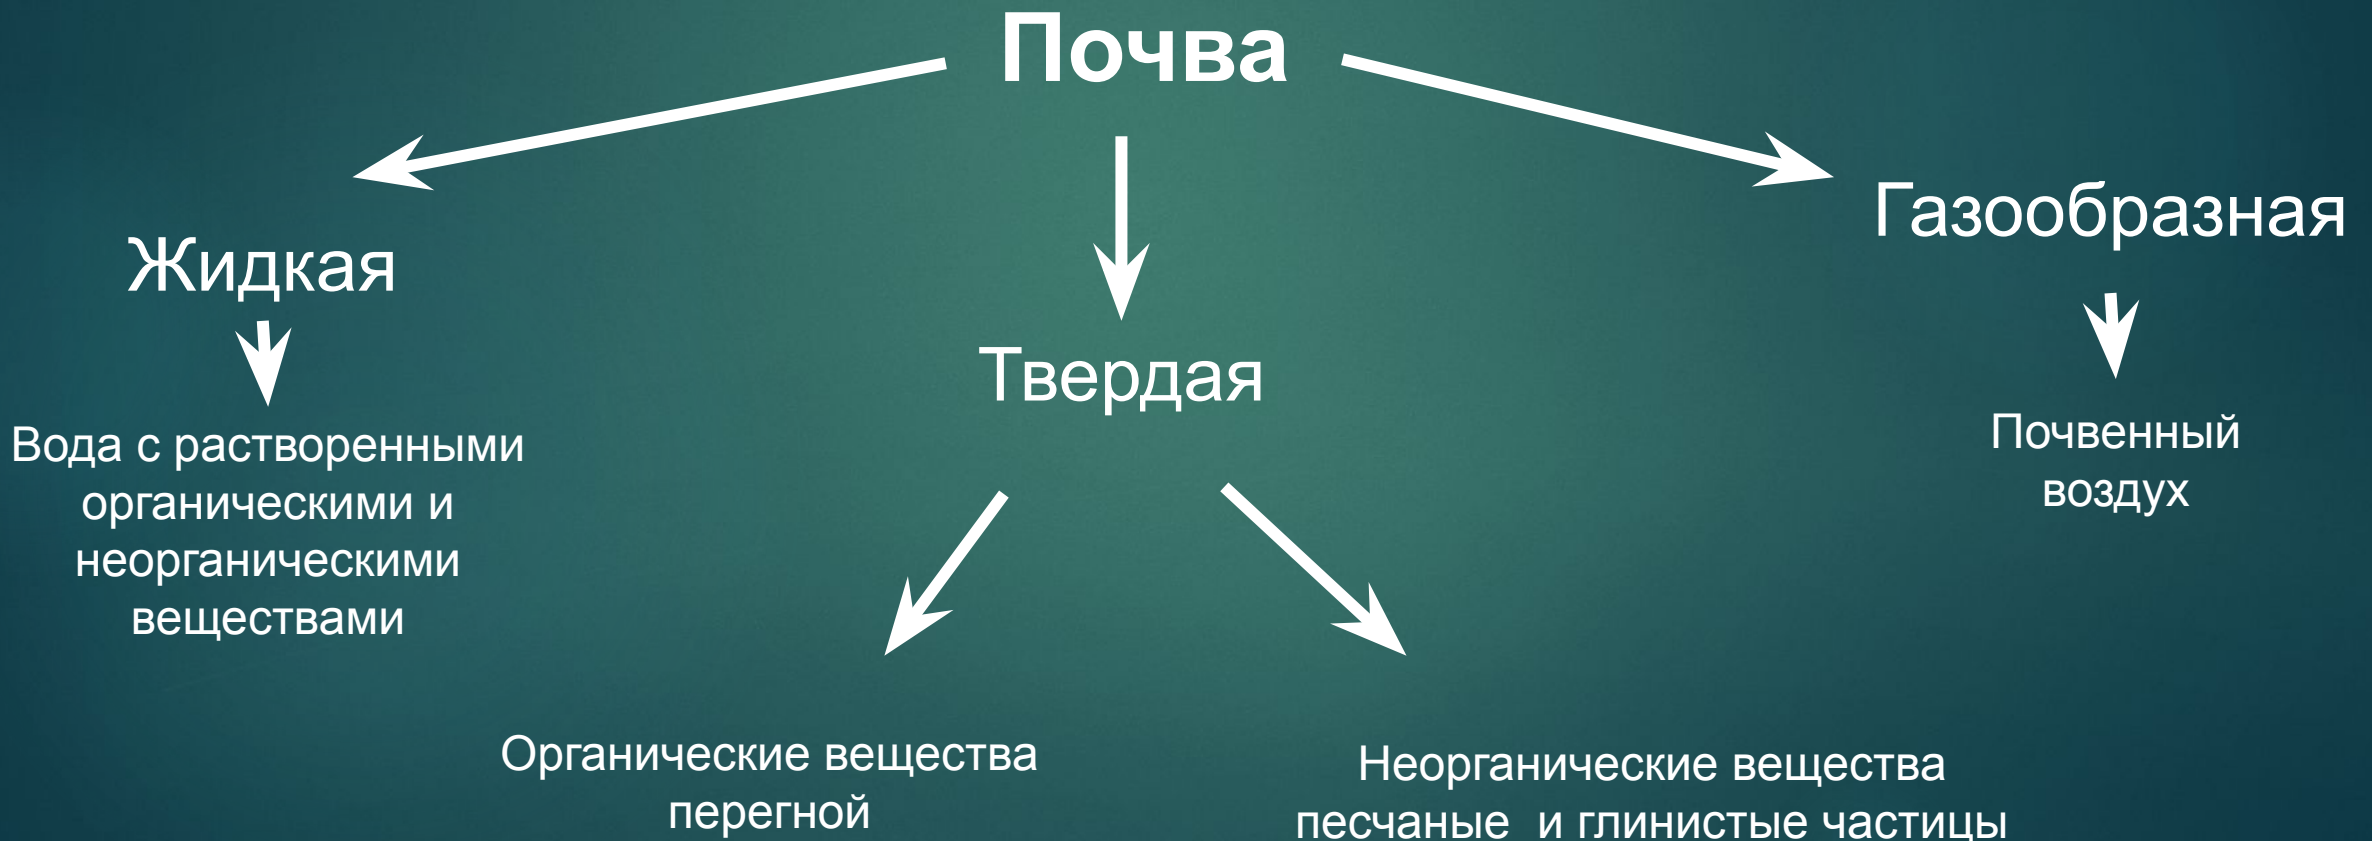 Почва
Жидкая
Твердая
Газообразная
Вода с растворенными
органическими и
неорганическими
веществами
Почвенный
воздух
Органические вещества
перегной
Неорганические вещества
песчаные и глинистые частицы